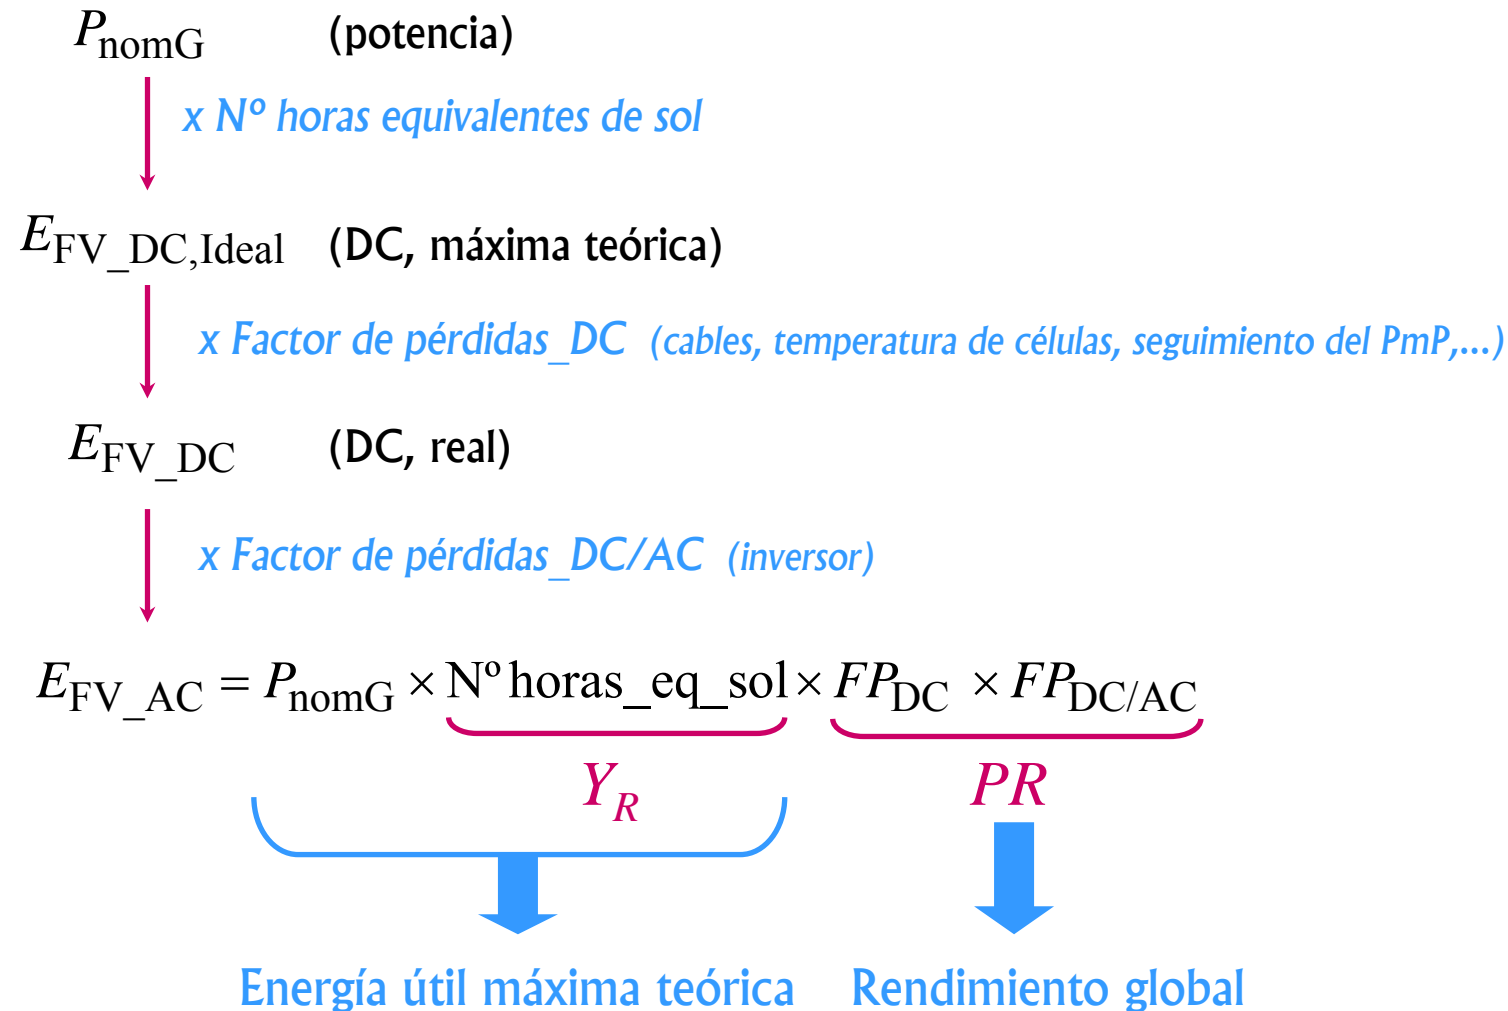 PnomG (potencia)
x Nº horas equivalentes de sol
EFV_DC,Ideal (DC, máxima teórica)
x Factor de pérdidas_DC (cables, temperatura de células, seguimiento del PmP,...)
EFV_DC (DC, real)
x Factor de pérdidas_DC/AC (inversor)
EFV_AC = PnomG × Nº horas_eq_sol × FPDC × FPDC/AC
YR PR
Energía útil máxima teórica Rendimiento global